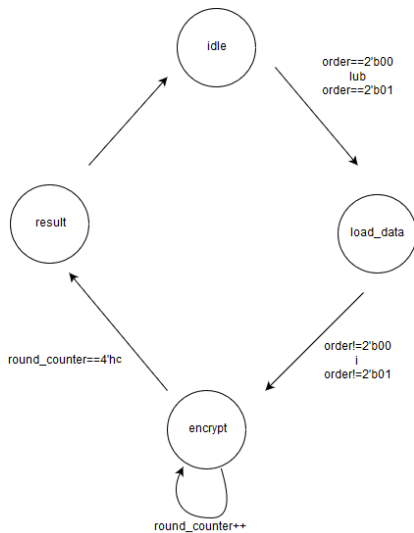 idle
order==2'b00
lub
order==2'b01
result
load_data
round_counter==4'hc
order!=2'b00
i
order!=2'b01
encrypt
round_counter++